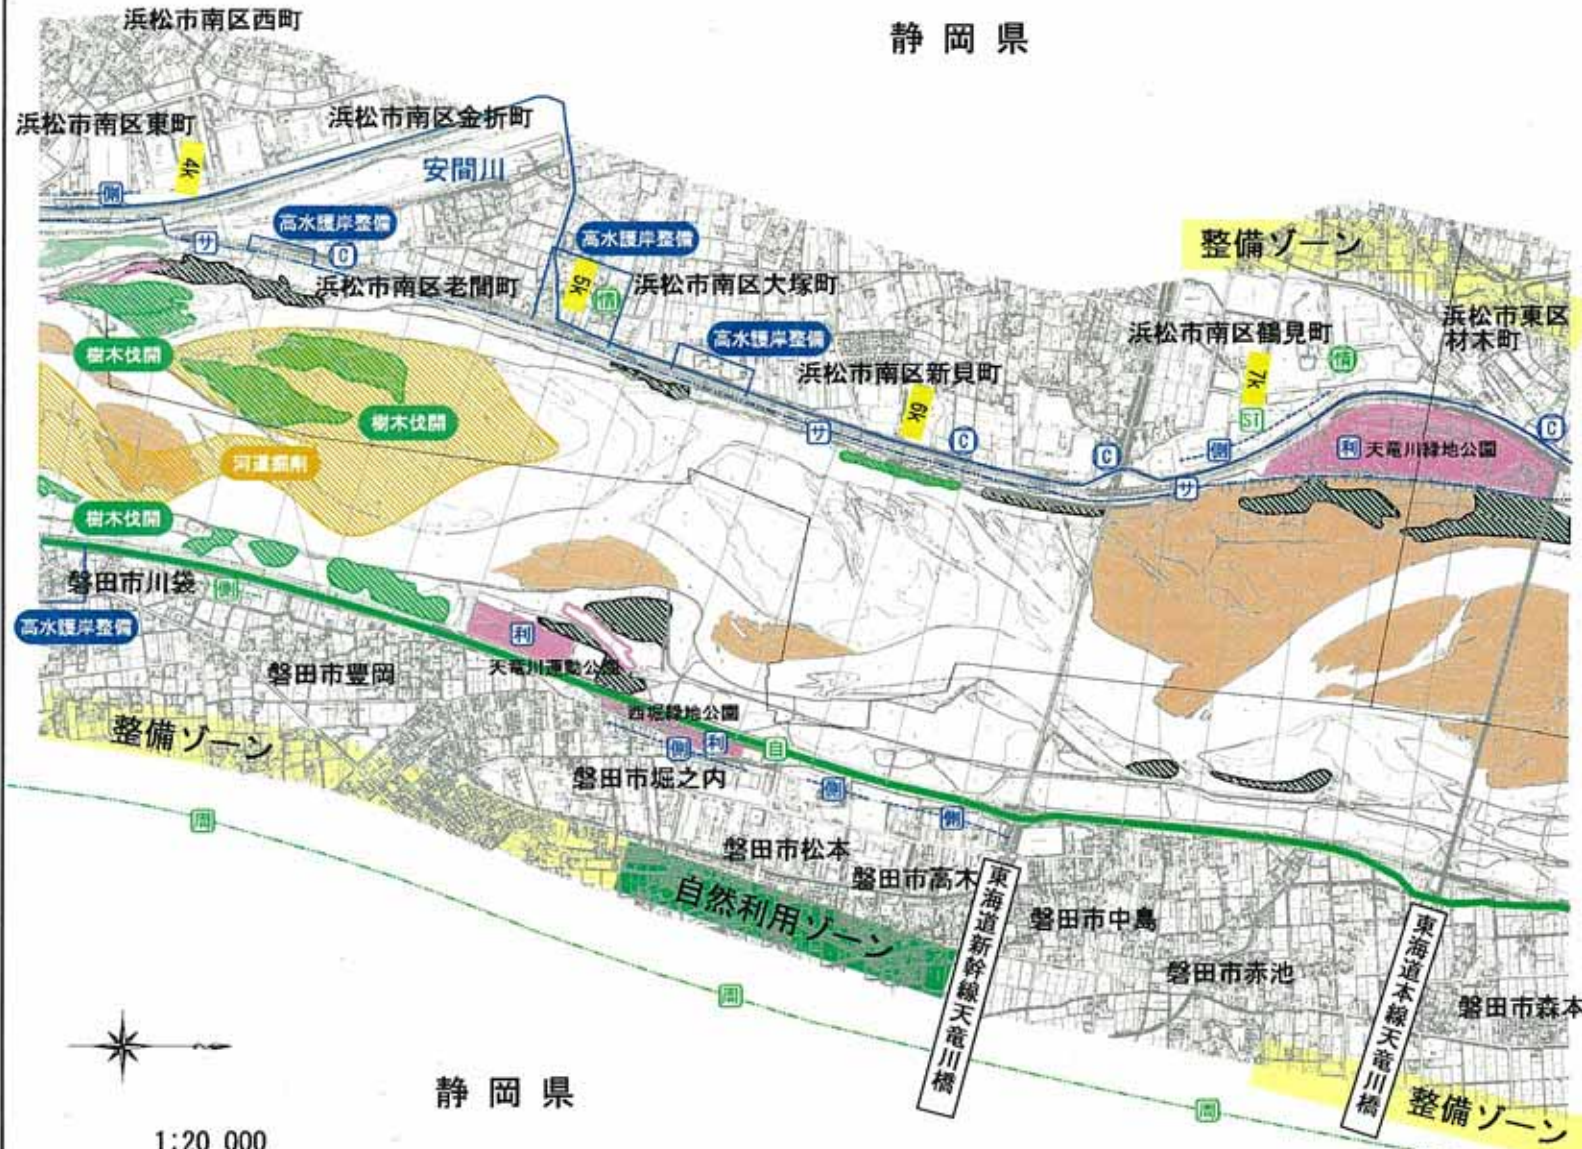 浜松市南区西町
静岡県
浜松市南区東町
浜松市南区金折町
4k
安間川
側
高水護岸整備
サ
C
高水護岸整備
整備ゾーン
浜松市南区老間町
5k
情
浜松市南区大塚町
浜松市南区鶴見町
浜松市東区
材木町
樹木伐開
高水護岸整備
浜松市南区新貝町
7k
情
6k
樹木伐開
サ
C
C
Si
側
利
天竜川緑地公園
C
河道掘削
サ
樹木伐開
磐田市川袋
側
高水護岸整備
利
天竜川運動公園
磐田市豊岡
西堀緑地公園
整備ゾーン
側
利
自
磐田市堀之内
側
側
周
磐田市松本
磐田市高木
自然利用ゾーン
東海道新幹線天竜川橋
磐田市中島
東海道本線天竜川橋
磐田市赤池
周
磐田市森本
静岡県
周
整備ゾーン
1:20,000